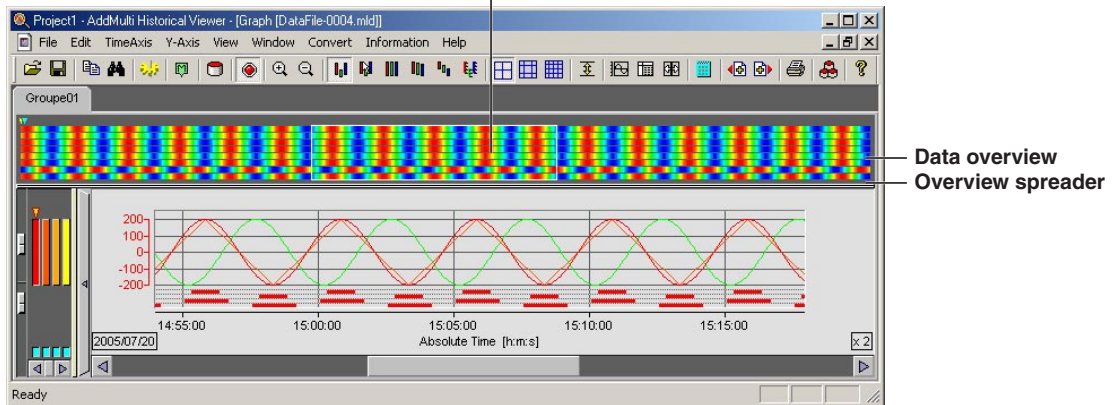 Project1 - AddMulti Historical Viewer - [Graph [DataFile-0004.mld]]
File Edit TimeAxis Y-Axis View Window Convert Information Help
Groupe01
Data overview
Overview spreader
200
100
0
-100
-200
14:55:00 15:00:00 15:05:00 15:10:00 15:15:00
2005/07/20 Absolute Time [h:m:s] x 2
Ready